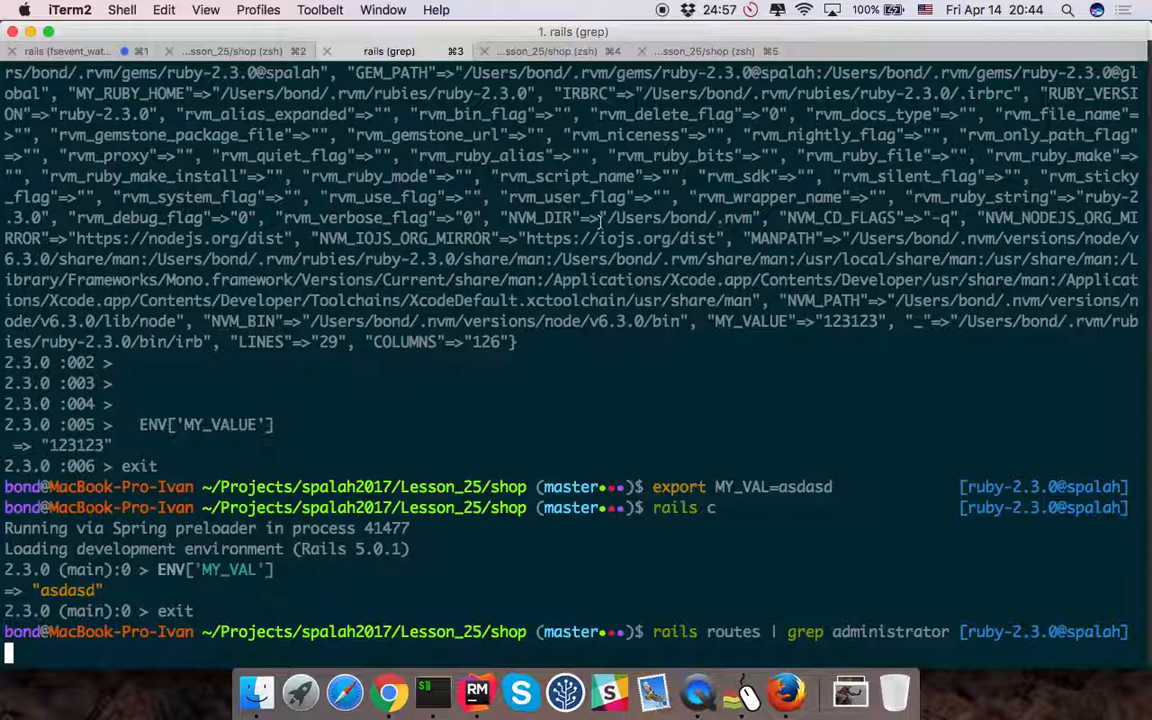 iTerm2 Shell Edit View Profiles Toolbelt Window Help 24:57 100% Fri Apr 14 20:44
1. rails (grep)
rails (fsevent_wat... ⌘1 ...sson_25/shop (zsh) ⌘2 rails (grep) ⌘3 ...sson_25/shop (zsh) ⌘4 ...sson_25/shop (zsh) ⌘5
rs/bond/.rvm/gems/ruby-2.3.0@spalah", "GEM_PATH"=>"/Users/bond/.rvm/gems/ruby-2.3.0@spalah:/Users/bond/.rvm/gems/ruby-2.3.0@gl
obal", "MY_RUBY_HOME"=>"/Users/bond/.rvm/rubies/ruby-2.3.0", "IRBRC"=>"/Users/bond/.rvm/rubies/ruby-2.3.0/.irbrc", "RUBY_VERSI
ON"=>"ruby-2.3.0", "rvm_alias_expanded"=>"", "rvm_bin_flag"=>"", "rvm_delete_flag"=>"0", "rvm_docs_type"=>"", "rvm_file_name"=
>"", "rvm_gemstone_package_file"=>"", "rvm_gemstone_url"=>"", "rvm_niceness"=>"", "rvm_nightly_flag"=>"", "rvm_only_path_flag"
=>"", "rvm_proxy"=>"", "rvm_quiet_flag"=>"", "rvm_ruby_alias"=>"", "rvm_ruby_bits"=>"", "rvm_ruby_file"=>"", "rvm_ruby_make"=>
"", "rvm_ruby_make_install"=>"", "rvm_ruby_mode"=>"", "rvm_script_name"=>"", "rvm_sdk"=>"", "rvm_silent_flag"=>"", "rvm_sticky
_flag"=>"", "rvm_system_flag"=>"", "rvm_use_flag"=>"", "rvm_user_flag"=>"", "rvm_wrapper_name"=>"", "rvm_ruby_string"=>"ruby-2
.3.0", "rvm_debug_flag"=>"0", "rvm_verbose_flag"=>"0", "NVM_DIR"=>"/Users/bond/.nvm", "NVM_CD_FLAGS"=>"-q", "NVM_NODEJS_ORG_MI
RROR"=>"https://nodejs.org/dist", "NVM_IOJS_ORG_MIRROR"=>"https://iojs.org/dist", "MANPATH"=>"/Users/bond/.nvm/versions/node/v
6.3.0/share/man:/Users/bond/.rvm/rubies/ruby-2.3.0/share/man:/Users/bond/.rvm/man:/usr/local/share/man:/usr/share/man:/L
ibrary/Frameworks/Mono.framework/Versions/Current/share/man:/Applications/Xcode.app/Contents/Developer/usr/share/man:/Applicat
ions/Xcode.app/Contents/Developer/Toolchains/XcodeDefault.xctoolchain/usr/share/man", "NVM_PATH"=>"/Users/bond/.nvm/versions/n
ode/v6.3.0/lib/node", "NVM_BIN"=>"/Users/bond/.nvm/versions/node/v6.3.0/bin", "MY_VALUE"=>"123123", "_"=>"/Users/bond/.rvm/rub
ies/ruby-2.3.0/bin/irb", "LINES"=>"29", "COLUMNS"=>"126"}
2.3.0 :002 >
2.3.0 :003 >
2.3.0 :004 >
2.3.0 :005 > ENV['MY_VALUE']
=> "123123"
2.3.0 :006 > exit
bond@MacBook-Pro-Ivan ~/Projects/spalah2017/Lesson_25/shop (master●●●)$ export MY_VAL=asdasd [ruby-2.3.0@spalah]
bond@MacBook-Pro-Ivan ~/Projects/spalah2017/Lesson_25/shop (master●●●)$ rails c [ruby-2.3.0@spalah]
Running via Spring preloader in process 41477
Loading development environment (Rails 5.0.1)
2.3.0 (main):0 > ENV['MY_VAL']
=> "asdasd"
2.3.0 (main):0 > exit
bond@MacBook-Pro-Ivan ~/Projects/spalah2017/Lesson_25/shop (master●●●)$ rails routes | grep administrator [ruby-2.3.0@spalah]